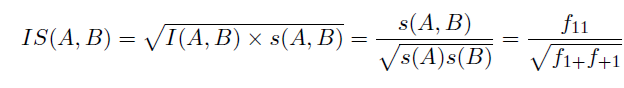 IS(A, B) = √(I(A, B) × s(A, B)) = s(A, B) / √(s(A)s(B)) = f₁₁ / √(f₁₊f₊₁)